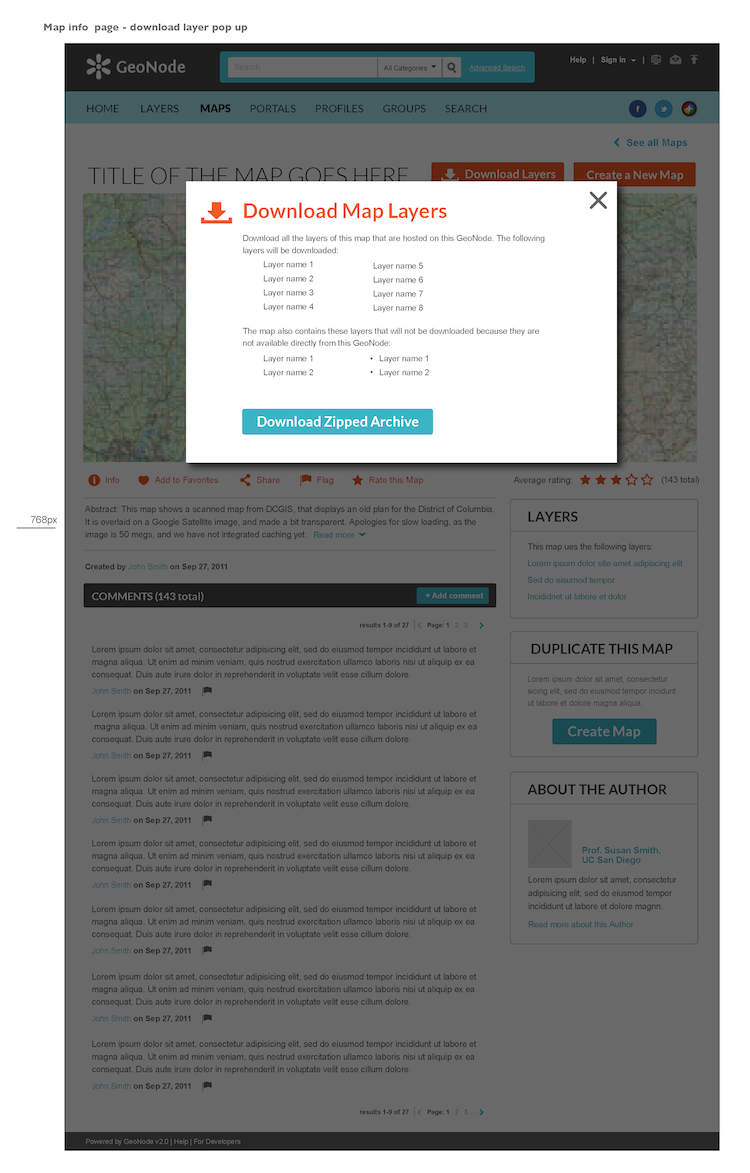 Map info  page - download layer pop up
GeoNode
Search
All Categories
Advanced Search
Help | Sign in |
HOME LAYERS MAPS PORTALS PROFILES GROUPS SEARCH
See all Maps
TITLE OF THE MAP GOES HERE
Download Layers
Create a New Map
Download Map Layers
Download all the layers of this map that are hosted on this GeoNode. The following
layers will be downloaded:
Layer name 1
Layer name 2
Layer name 3
Layer name 4
Layer name 5
Layer name 6
Layer name 7
Layer name 8
The map also contains these layers that will not be downloaded because they are
not available directly from this GeoNode:
Layer name 1
Layer name 2
• Layer name 1
• Layer name 2
Download Zipped Archive
768px
Info
Add to Favorites
Share
Flag
Rate this Map
Average rating: (143 total)
Abstract: This map shows a scanned map from DCGIS, that displays an old plan for the District of Columbia.
It is overlaid on a Google Satellite image, and made a bit transparent. Apologies for slow loading, as the
image is 50 megs, and we have not integrated caching yet. Read more
Created by John Smith on Sep 27, 2011
COMMENTS (143 total)
+ Add comment
results 1-9 of 27 | Page: 1 2 3 ...
Lorem ipsum dolor sit amet, consectetur adipisicing elit, sed do eiusmod tempor incididunt ut labore et
magna aliqua. Ut enim ad minim veniam, quis nostrud exercitation ullamco laboris nisi ut aliquip ex ea
consequat. Duis aute irure dolor in reprehenderit in voluptate velit esse cillum dolore.
John Smith on Sep 27, 2011
Lorem ipsum dolor sit amet, consectetur adipisicing elit, sed do eiusmod tempor incididunt ut labore et
magna aliqua. Ut enim ad minim veniam, quis nostrud exercitation ullamco laboris nisi ut aliquip ex ea
consequat. Duis aute irure dolor in reprehenderit in voluptate velit esse cillum dolore.
John Smith on Sep 27, 2011
Lorem ipsum dolor sit amet, consectetur adipisicing elit, sed do eiusmod tempor incididunt ut labore et
magna aliqua. Ut enim ad minim veniam, quis nostrud exercitation ullamco laboris nisi ut aliquip ex ea
consequat. Duis aute irure dolor in reprehenderit in voluptate velit esse cillum dolore.
John Smith on Sep 27, 2011
Lorem ipsum dolor sit amet, consectetur adipisicing elit, sed do eiusmod tempor incididunt ut labore et
magna aliqua. Ut enim ad minim veniam, quis nostrud exercitation ullamco laboris nisi ut aliquip ex ea
consequat. Duis aute irure dolor in reprehenderit in voluptate velit esse cillum dolore.
John Smith on Sep 27, 2011
Lorem ipsum dolor sit amet, consectetur adipisicing elit, sed do eiusmod tempor incididunt ut labore et
magna aliqua. Ut enim ad minim veniam, quis nostrud exercitation ullamco laboris nisi ut aliquip ex ea
consequat. Duis aute irure dolor in reprehenderit in voluptate velit esse cillum dolore.
John Smith on Sep 27, 2011
Lorem ipsum dolor sit amet, consectetur adipisicing elit, sed do eiusmod tempor incididunt ut labore et
magna aliqua. Ut enim ad minim veniam, quis nostrud exercitation ullamco laboris nisi ut aliquip ex ea
consequat. Duis aute irure dolor in reprehenderit in voluptate velit esse cillum dolore.
John Smith on Sep 27, 2011
Lorem ipsum dolor sit amet, consectetur adipisicing elit, sed do eiusmod tempor incididunt ut labore et
magna aliqua. Ut enim ad minim veniam, quis nostrud exercitation ullamco laboris nisi ut aliquip ex ea
consequat. Duis aute irure dolor in reprehenderit in voluptate velit esse cillum dolore.
John Smith on Sep 27, 2011
results 1-9 of 27 | Page: 1 2 3 ...
LAYERS
This map ues the following layers:
Lorem ipsum dolor site amet adipiscing elit
Sed do eisumod tempor
Incididnet ut labore et dolor
DUPLICATE THIS MAP
Lorem ipsum dolor sit amet, consectetur
sicing elit, sed do eiusmod tempor incidunt
ut labore et dolore magna aliqua.
Create Map
ABOUT THE AUTHOR
Prof. Susan Smith,
UC San Diego
Lorem ipsum dolor sit amet, consectetur
adipisicing elit, sed do eiusmod tempor
incididunt ut labore et dolore magnn.
Read more about this Author
Powered by GeoNode v2.0 | Help | For Developers